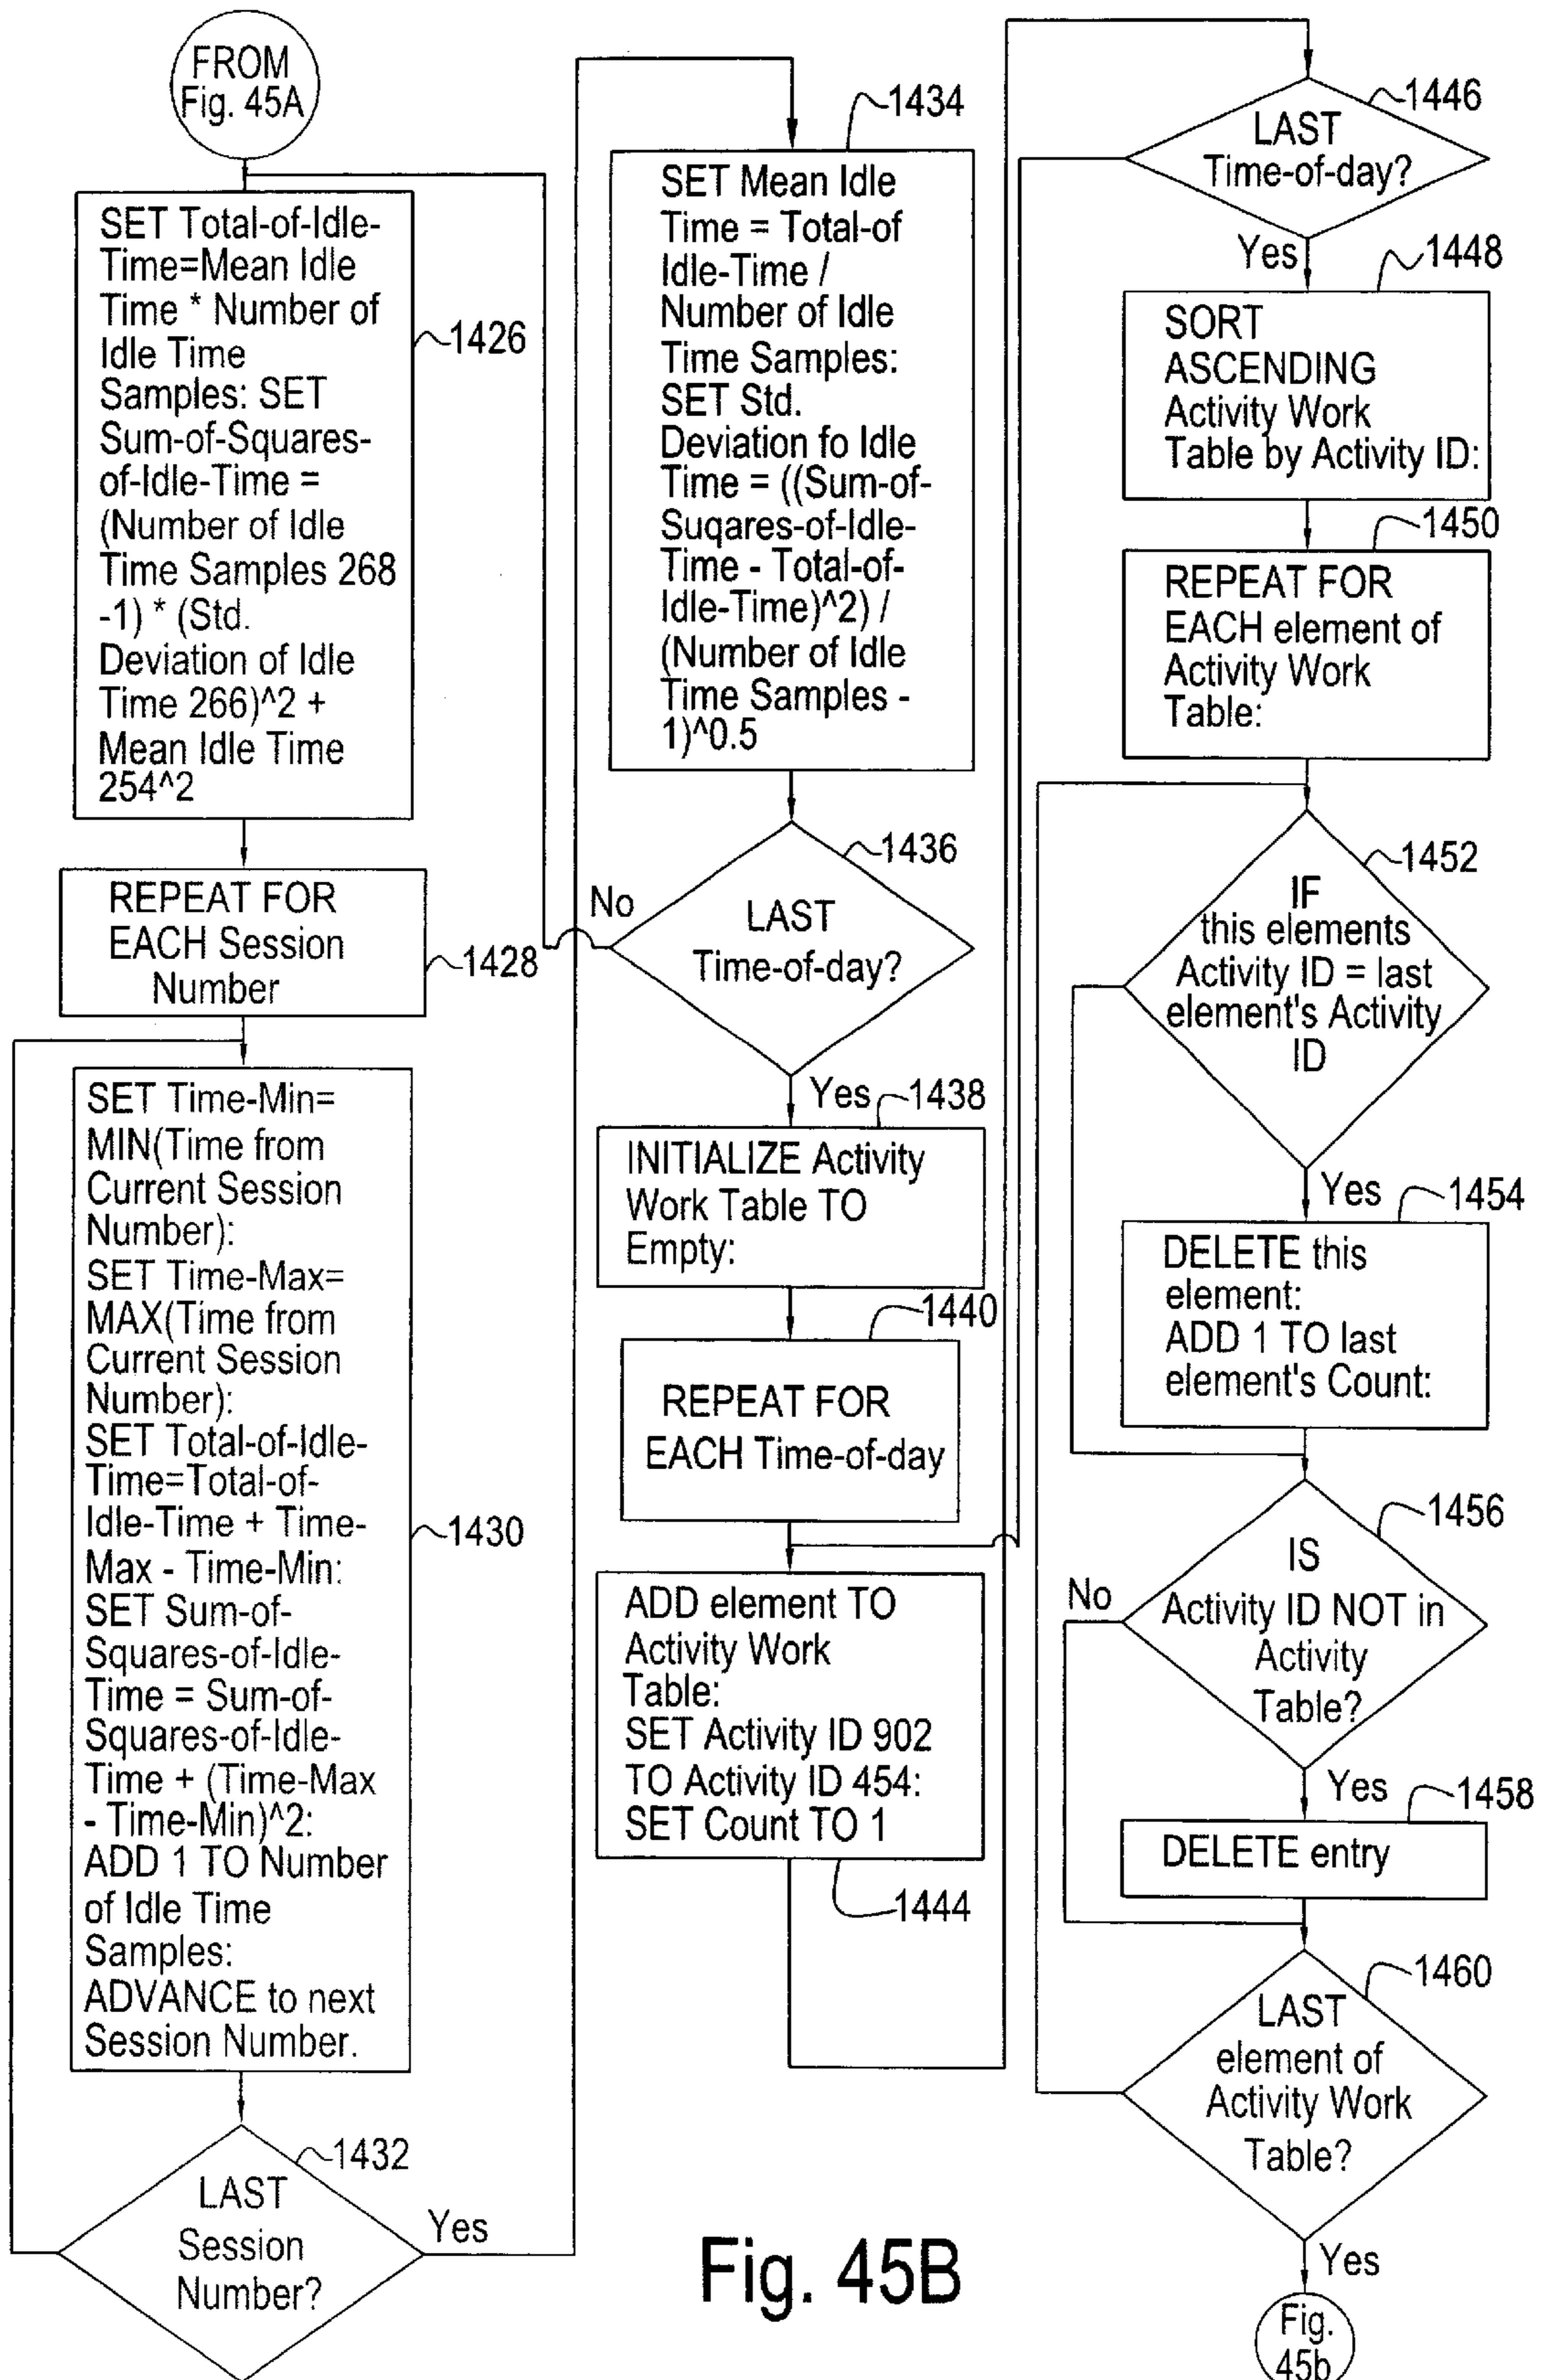 FROM
Fig. 45A
SET Total-of-Idle-
Time=Mean Idle
Time * Number of
Idle Time
Samples: SET
Sum-of-Squares-
of-Idle-Time =
(Number of Idle
Time Samples 268
-1) * (Std.
Deviation of Idle
Time 266)^2 +
Mean Idle Time
254^2
1426
REPEAT FOR
EACH Session
Number
1428
SET Time-Min=
MIN(Time from
Current Session
Number):
SET Time-Max=
MAX(Time from
Current Session
Number):
SET Total-of-Idle-
Time=Total-of-
Idle-Time + Time-
Max - Time-Min:
SET Sum-of-
Squares-of-Idle-
Time = Sum-of-
Squares-of-Idle-
Time + (Time-Max
- Time-Min)^2:
ADD 1 TO Number
of Idle Time
Samples:
ADVANCE to next
Session Number.
1430
1432
LAST
Session
Number?
Yes
1434
SET Mean Idle
Time = Total-of
Idle-Time /
Number of Idle
Time Samples:
SET Std.
Deviation fo Idle
Time = ((Sum-of-
Suqares-of-Idle-
Time - Total-of-
Idle-Time)^2) /
(Number of Idle
Time Samples -
1)^0.5
1436
No
LAST
Time-of-day?
Yes
1438
INITIALIZE Activity
Work Table TO
Empty:
1440
REPEAT FOR
EACH Time-of-day
ADD element TO
Activity Work
Table:
SET Activity ID 902
TO Activity ID 454:
SET Count TO 1
1444
1446
LAST
Time-of-day?
Yes
1448
SORT
ASCENDING
Activity Work
Table by Activity ID:
1450
REPEAT FOR
EACH element of
Activity Work
Table:
1452
IF
this elements
Activity ID = last
element's Activity
ID
Yes
1454
DELETE this
element:
ADD 1 TO last
element's Count:
1456
IS
Activity ID NOT in
Activity
Table?
No
Yes
1458
DELETE entry
1460
LAST
element of
Activity Work
Table?
Yes
Fig.
45b
Fig. 45B